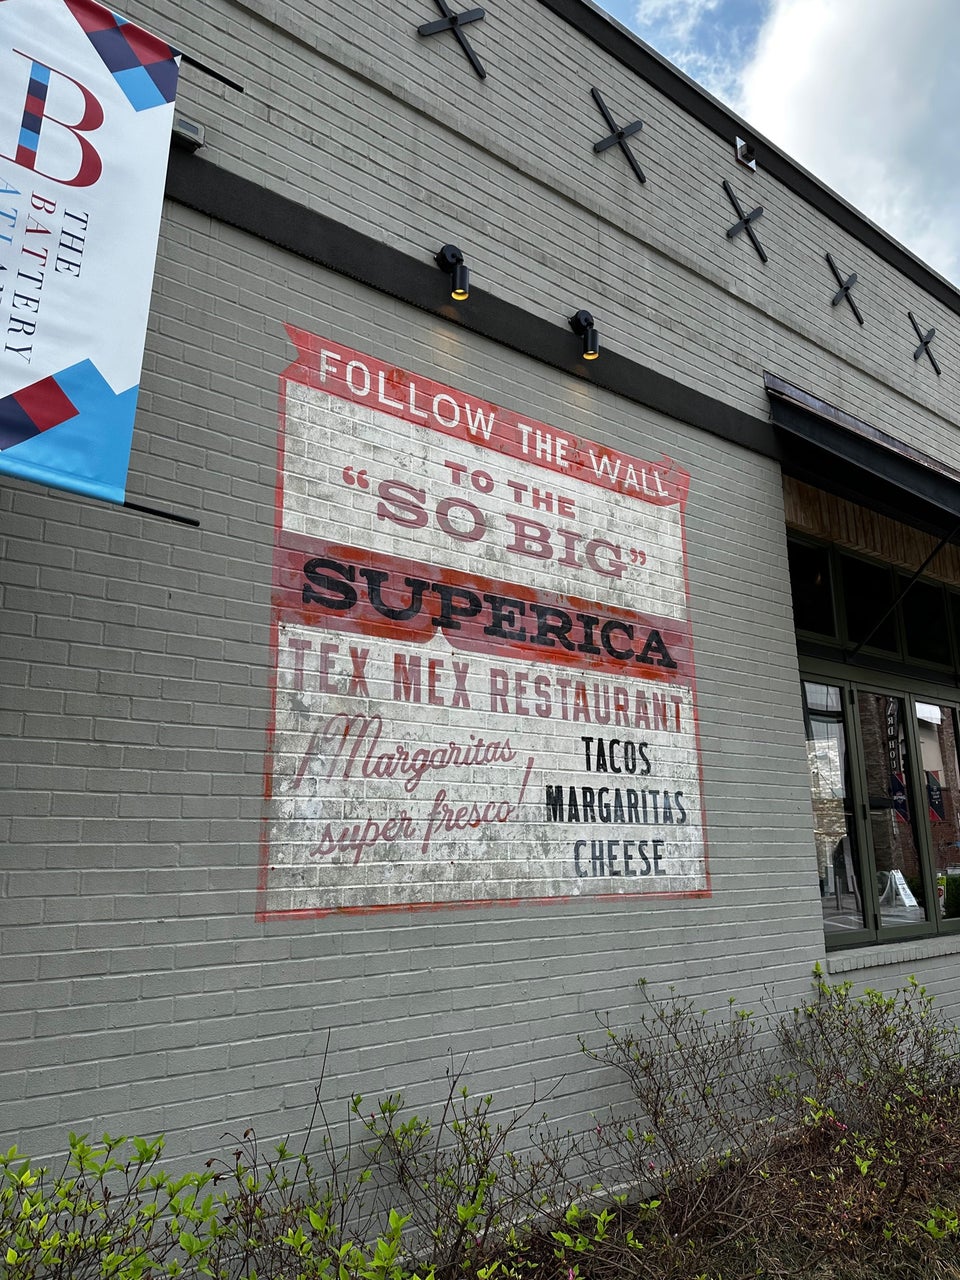 B
THE
BATTERY
FOLLOW THE WALL
TO THE
“SO BIG”
SUPERICA
TEX MEX RESTAURANT
¡Margaritas
super fresco!
TACOS
MARGARITAS
CHEESE